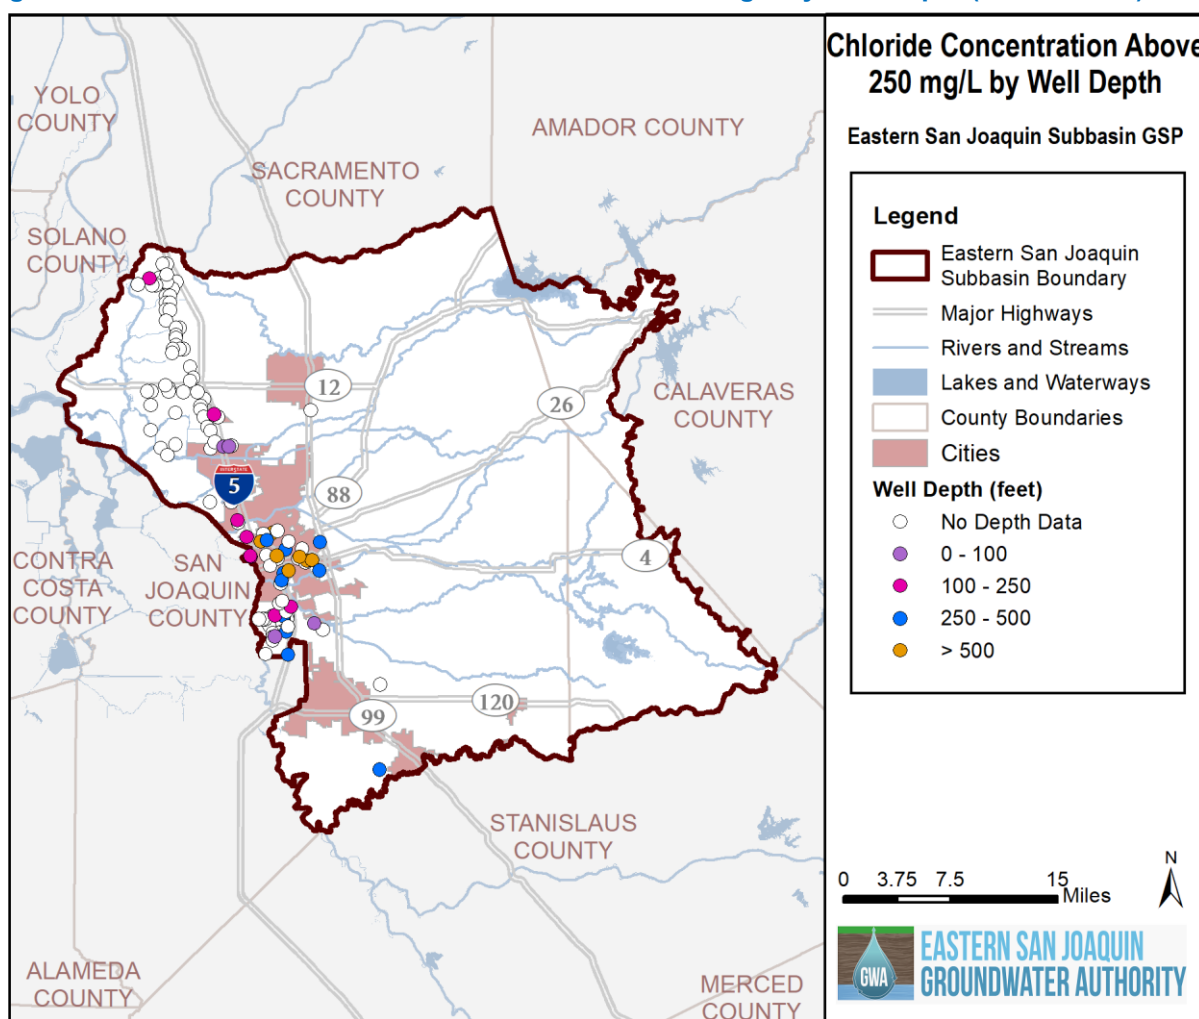 YOLO
COUNTY
AMADOR COUNTY
SACRAMENTO
COUNTY
SOLANO
COUNTY
12
26
CALAVERAS
COUNTY
INTERSTATE
5
88
4
CONTRA
COSTA
COUNTY
SAN
JOAQUIN
COUNTY
120
99
STANISLAUS
COUNTY
ALAMEDA
COUNTY
MERCED
COUNTY
Chloride Concentration Above
250 mg/L by Well Depth
Eastern San Joaquin Subbasin GSP
Legend
Eastern San Joaquin
Subbasin Boundary
Major Highways
Rivers and Streams
Lakes and Waterways
County Boundaries
Cities
Well Depth (feet)
No Depth Data
0 - 100
100 - 250
250 - 500
> 500
N
0 3.75 7.5 15
Miles
GWA
EASTERN SAN JOAQUIN
GROUNDWATER AUTHORITY